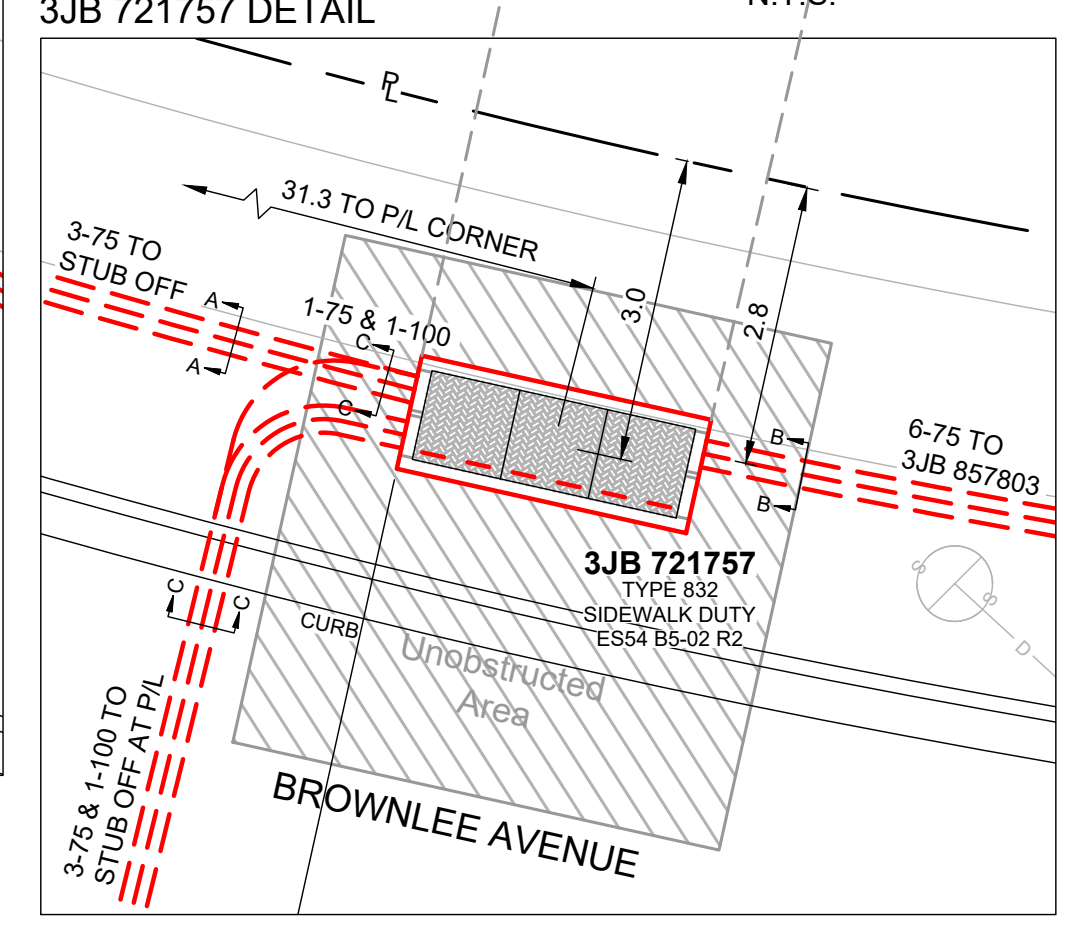 3JB 721757 DETAIL
N.T.S.
PL
31.3 TO P/L CORNER
3-75 TO
STUB OFF
A
A
1-75 & 1-100
C
C
3.0
2.8
B
B
6-75 TO
3JB 857803
3JB 721757
TYPE 832
SIDEWALK DUTY
ES54 B5-02 R2
S
S
D
C
C
CURB
Unobstructed
Area
3-75 & 1-100 TO
STUB OFF AT P/L
BROWNLEE AVENUE